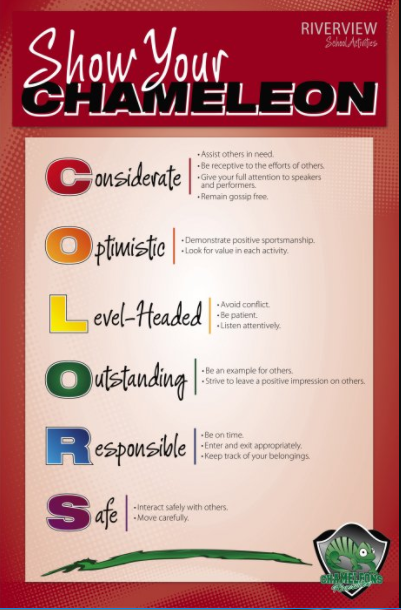 RIVERVIEW
School Activities
Show Your
CHAMELEON
Considerate
• Assist others in need.
• Be receptive to the efforts of others.
• Give your full attention to speakers
and performers.
• Remain gossip free.
Optimistic
• Demonstrate positive sportsmanship.
• Look for value in each activity.
Level-Headed
• Avoid conflict.
• Be patient.
• Listen attentively.
Outstanding
• Be an example for others.
• Strive to leave a positive impression on others.
Responsible
• Be on time.
• Enter and exit appropriately.
• Keep track of your belongings.
Safe
• Interact safely with others.
• Move carefully.
CHAMELEONS